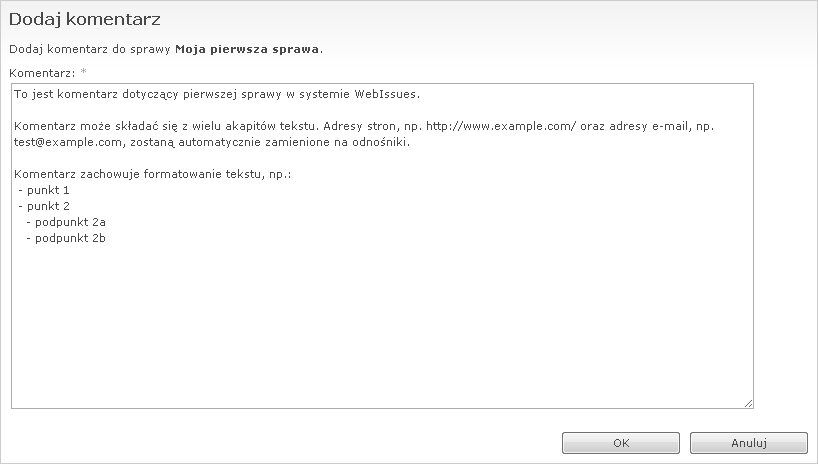 Dodaj komentarz
Dodaj komentarz do sprawy Moja pierwsza sprawa.
Komentarz: *
To jest komentarz dotyczący pierwszej sprawy w systemie WebIssues.
Komentarz może składać się z wielu akapitów tekstu. Adresy stron, np. http://www.example.com/ oraz adresy e-mail, np.
test@example.com, zostaną automatycznie zamienione na odnośniki.
Komentarz zachowuje formatowanie tekstu, np.:
- punkt 1
- punkt 2
- podpunkt 2a
- podpunkt 2b
OK Anuluj